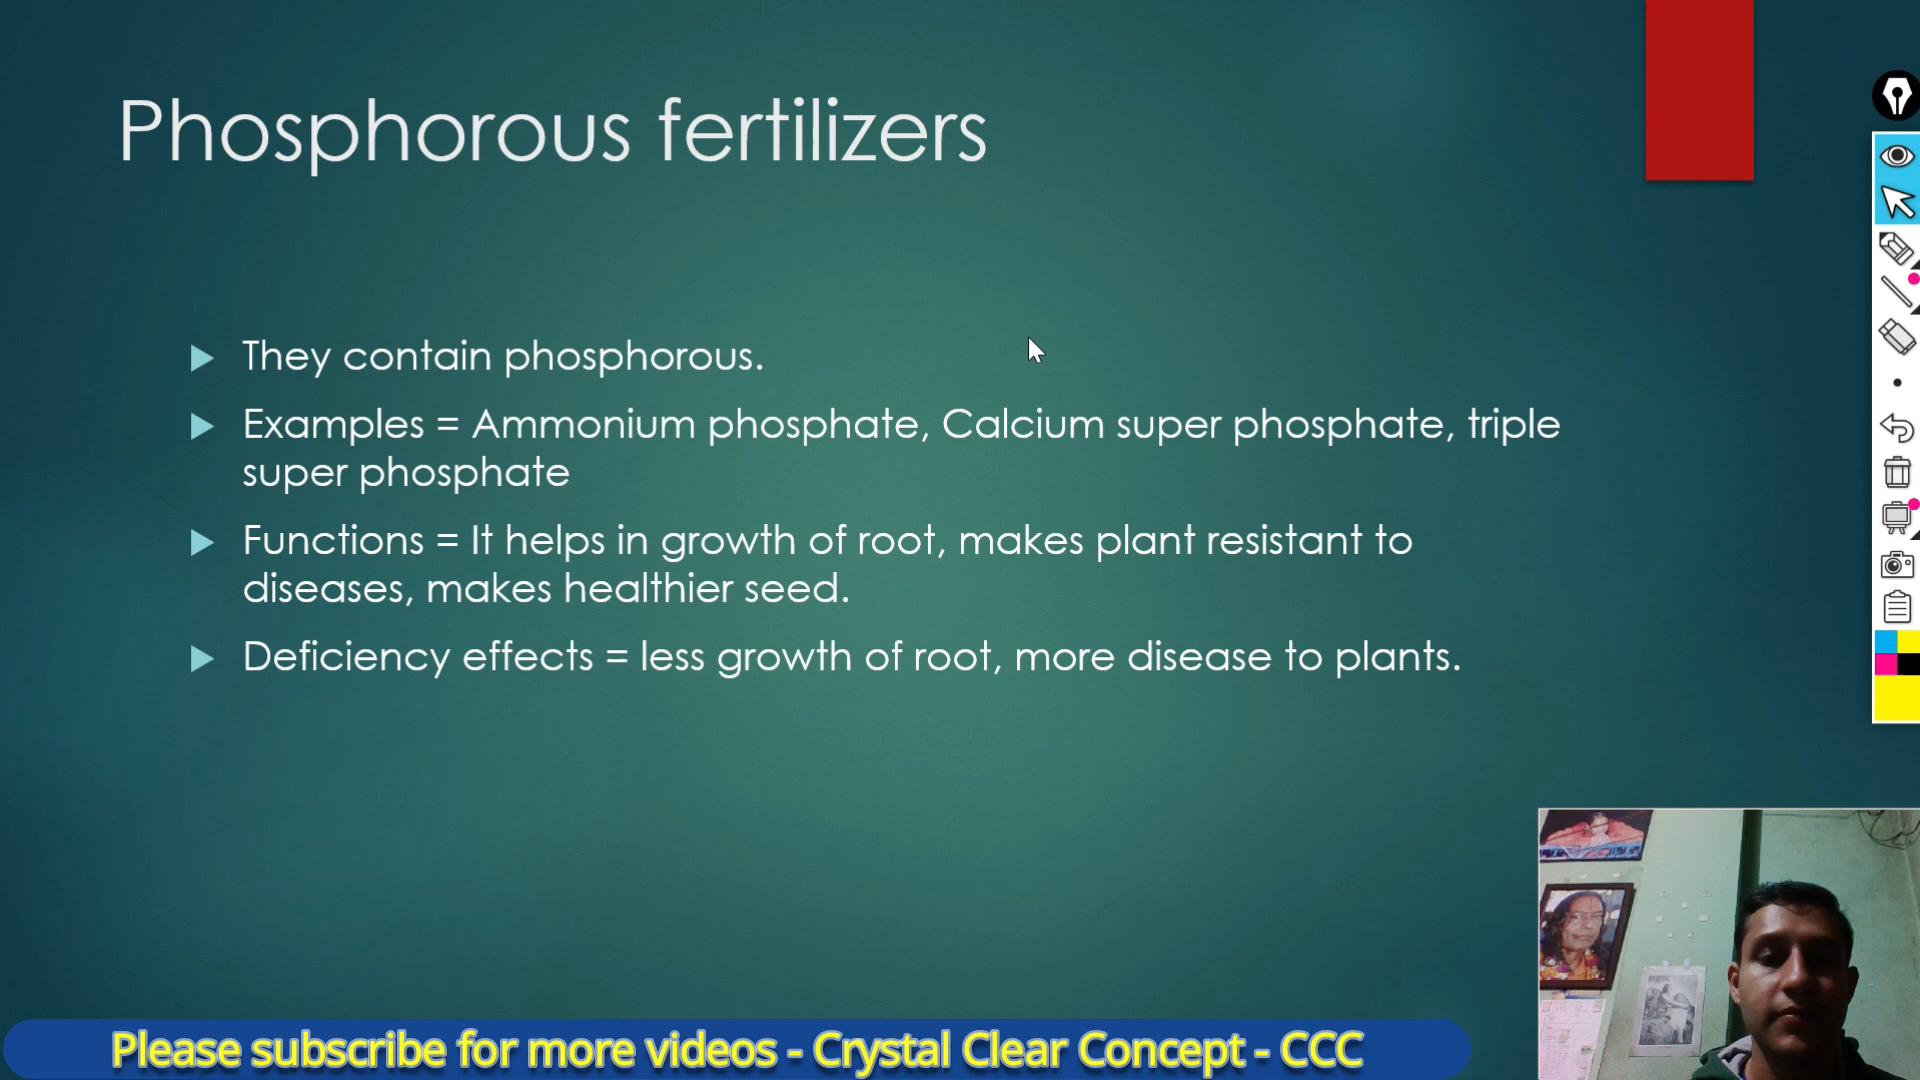 Phosphorous fertilizers
They contain phosphorous.
Examples = Ammonium phosphate, Calcium super phosphate, triple
super phosphate
Functions = It helps in growth of root, makes plant resistant to
diseases, makes healthier seed.
Deficiency effects = less growth of root, more disease to plants.
Please subscribe for more videos - Crystal Clear Concept - CCC